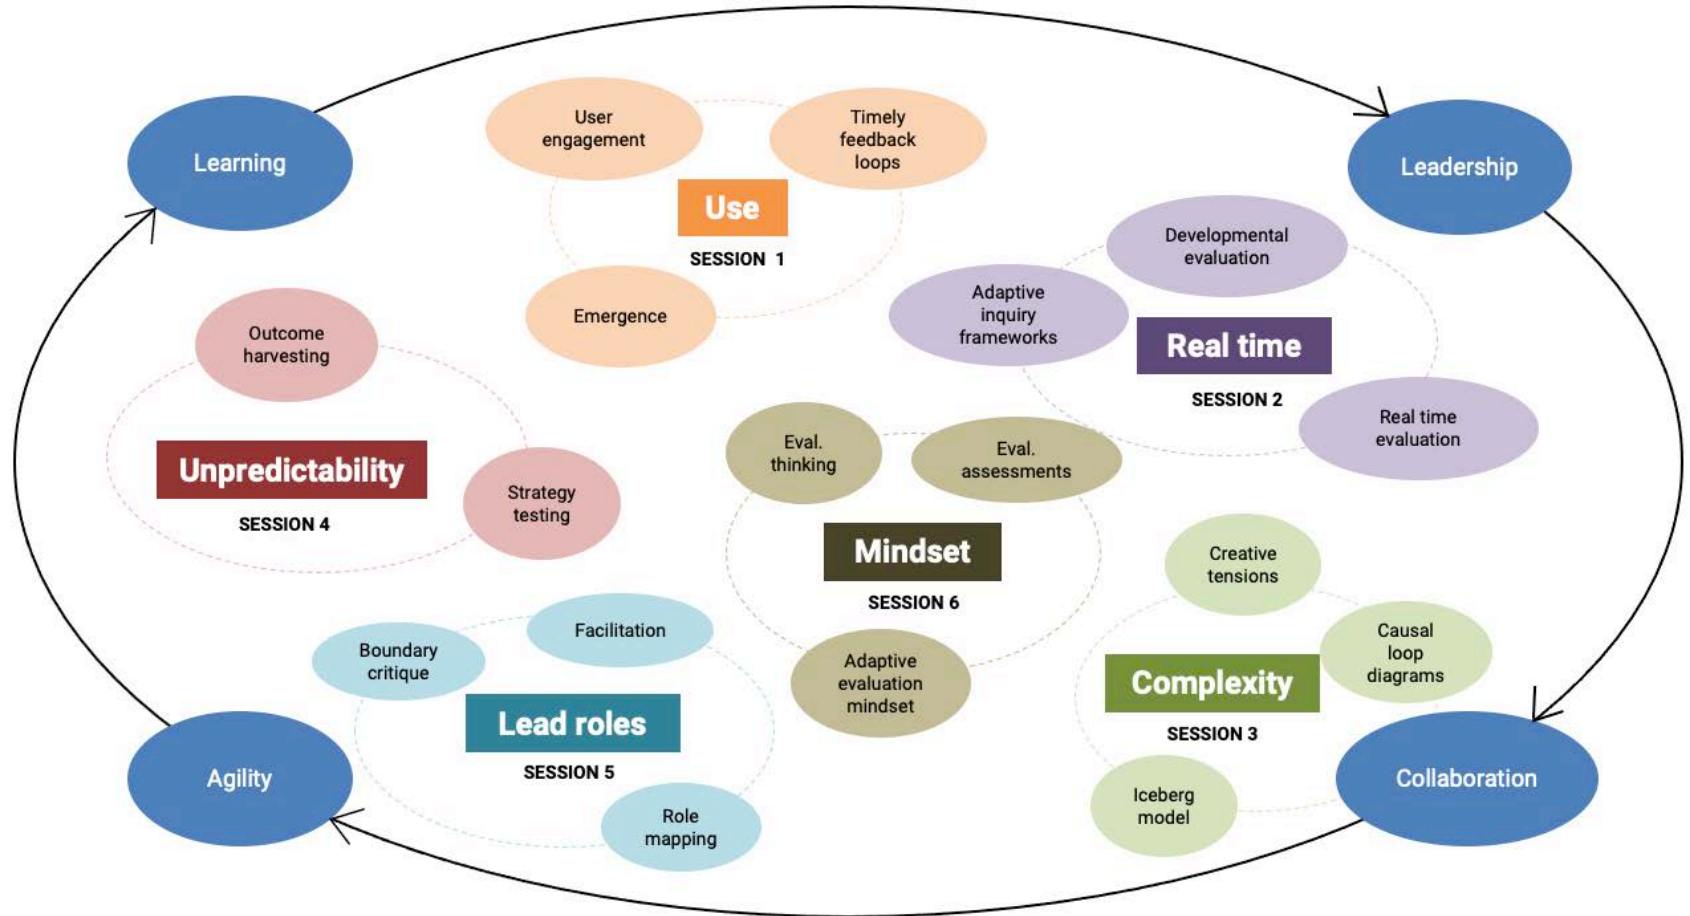 Learning
Leadership
User
engagement
Timely
feedback
loops
Use
SESSION 1
Emergence
Developmental
evaluation
Adaptive
inquiry
frameworks
Real time
SESSION 2
Real time
evaluation
Outcome
harvesting
Unpredictability
SESSION 4
Strategy
testing
Eval.
thinking
Eval.
assessments
Mindset
SESSION 6
Adaptive
evaluation
mindset
Creative
tensions
Causal
loop
diagrams
Complexity
SESSION 3
Iceberg
model
Boundary
critique
Facilitation
Lead roles
SESSION 5
Role
mapping
Agility
Collaboration